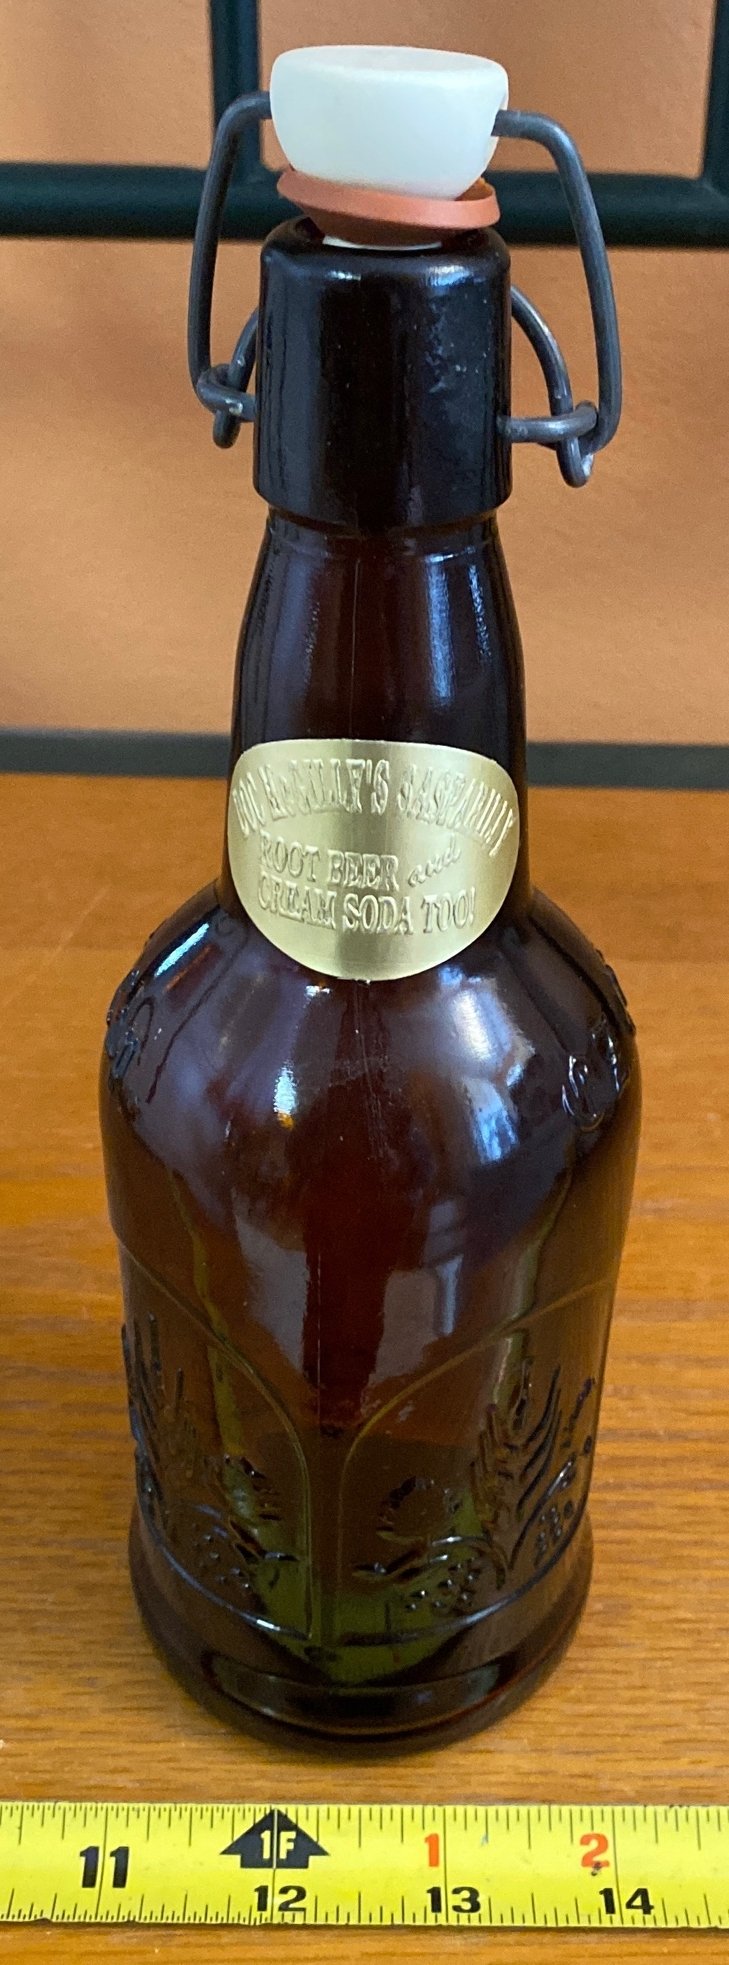 DOC McGILLY'S SASPARILLY
ROOT BEER and
CREAM SODA TOO!
1F 1 2
11 12 13 14